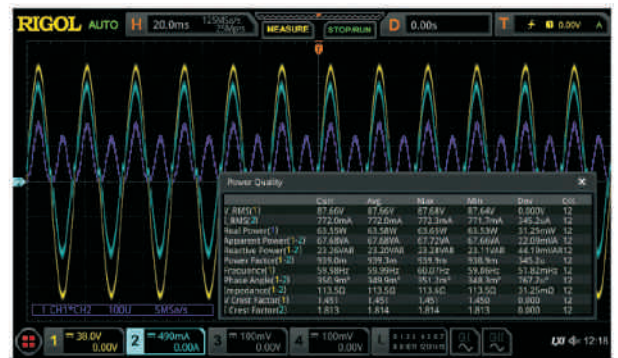 RIGOL AUTO H 20.0ms 125MSa/s 25Mpts MEASURE STOP/RUN D 0.00s T 1 0.00V A
T
Power Quality ×
Curr Avg Max Min Dev Cnt
V RMS(1) 87.66V 87.66V 87.68V 87.64V 0.000V 12
I RMS(2) 772.0mA 772.0mA 772.3mA 771.7mA 345.2uA 12
Real Power(1) 63.55W 63.58W 63.65W 63.53W 31.25mW 12
Apparent Power(1-2) 67.68VA 67.68VA 67.72VA 67.66VA 22.09mVA 12
Reactive Power(1-2) 23.26VAR 23.20VAR 23.28VAR 23.11VAR 44.19mVAR 12
Power Factor(1-2) 939.0m 939.3m 939.9m 938.9m 345.2u 12
Frequence(1) 59.98Hz 59.99Hz 60.07Hz 59.86Hz 51.82mHz 12
Phase Angle(1-2) 350.9m° 349.9m° 351.2m° 348.3m° 767.2u° 12
Impedance(1-2) 113.5Ω 113.5Ω 113.6Ω 113.5Ω 31.25mΩ 12
V Crest Factor(1) 1.451 1.451 1.451 1.450 0.000 12
I Crest Factor(2) 1.813 1.814 1.814 1.813 0.000 12
CH1*CH2 100U 5MSa/s
1 38.0V 2 490mA 3 100mV 4 100mV L GI GII LXI 12:18
0.00V 0.00A 0.00V 0.00V